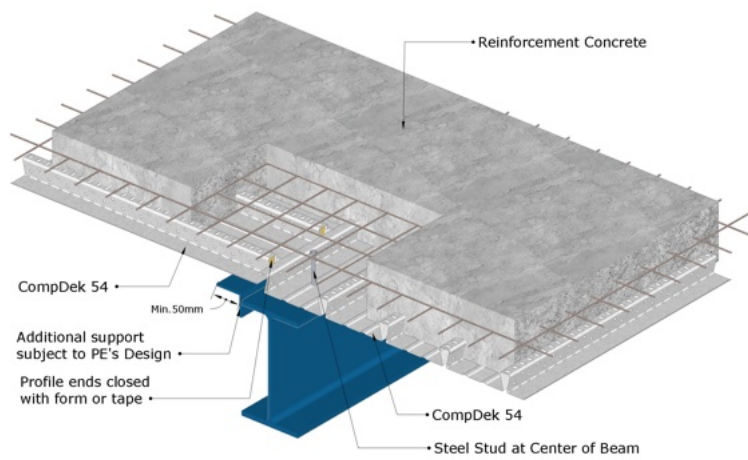 Reinforcement Concrete
CompDek 54
Min.50mm
Additional support
subject to PE's Design
Profile ends closed
with form or tape
CompDek 54
Steel Stud at Center of Beam